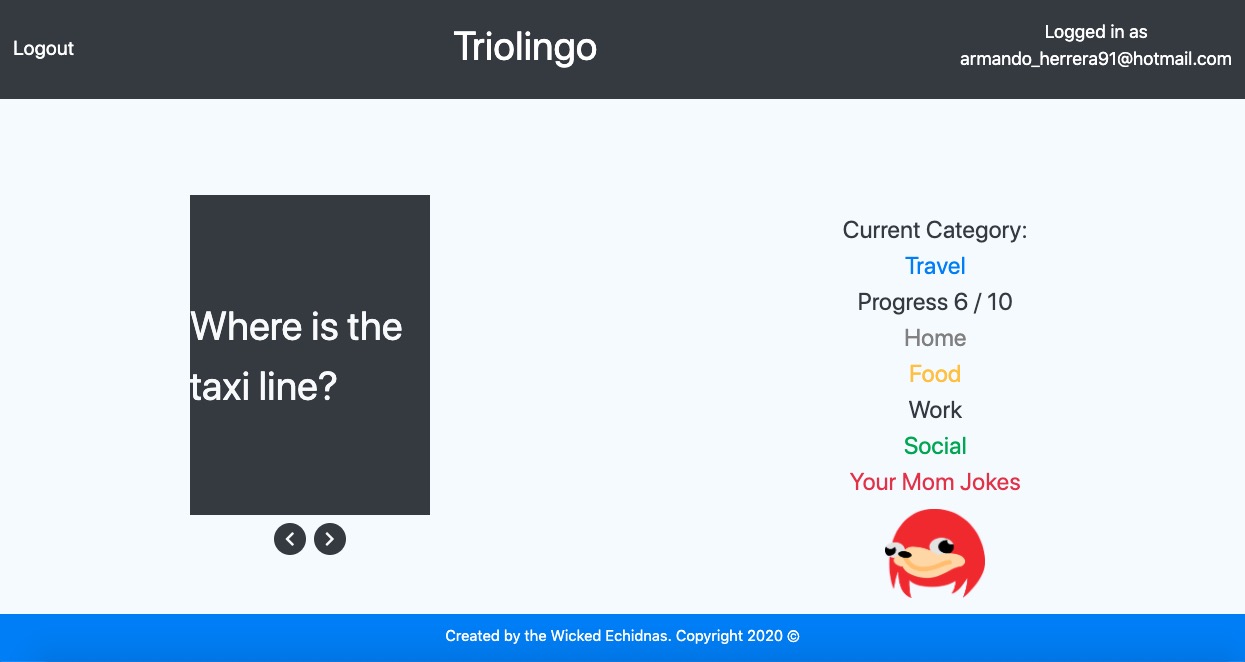 Logout
Triolingo
Logged in as
armando_herrera91@hotmail.com
Where is the
taxi line?
Current Category:
Travel
Progress 6 / 10
Home
Food
Work
Social
Your Mom Jokes
Created by the Wicked Echidnas. Copyright 2020 ©